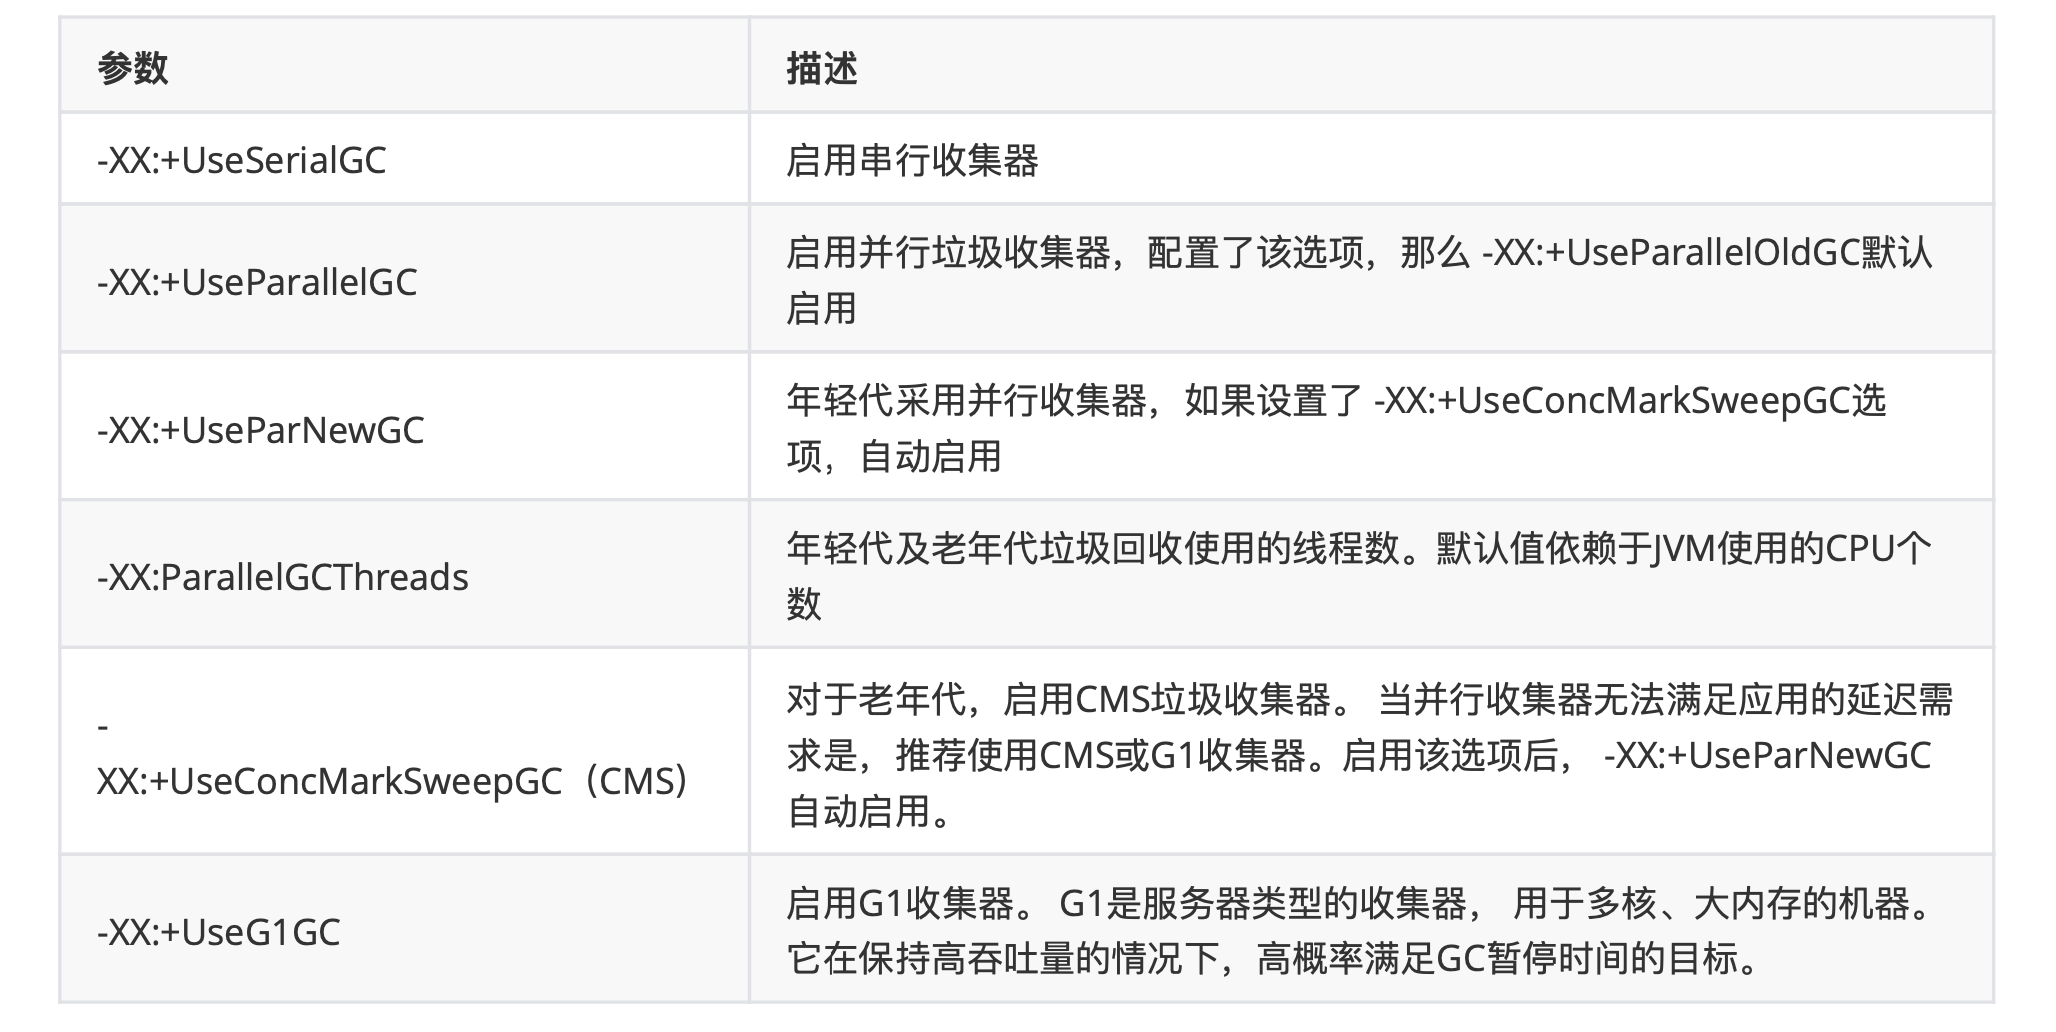 参数
描述
-XX:+UseSerialGC
启用串行收集器
-XX:+UseParallelGC
启用并行垃圾收集器，配置了该选项，那么 -XX:+UseParallelOldGC默认
启用
-XX:+UseParNewGC
年轻代采用并行收集器，如果设置了 -XX:+UseConcMarkSweepGC选
项，自动启用
-XX:ParallelGCThreads
年轻代及老年代垃圾回收使用的线程数。默认值依赖于JVM使用的CPU个
数
-
XX:+UseConcMarkSweepGC（CMS）
对于老年代，启用CMS垃圾收集器。 当并行收集器无法满足应用的延迟需
求是，推荐使用CMS或G1收集器。启用该选项后， -XX:+UseParNewGC
自动启用。
-XX:+UseG1GC
启用G1收集器。 G1是服务器类型的收集器， 用于多核、大内存的机器。
它在保持高吞吐量的情况下，高概率满足GC暂停时间的目标。